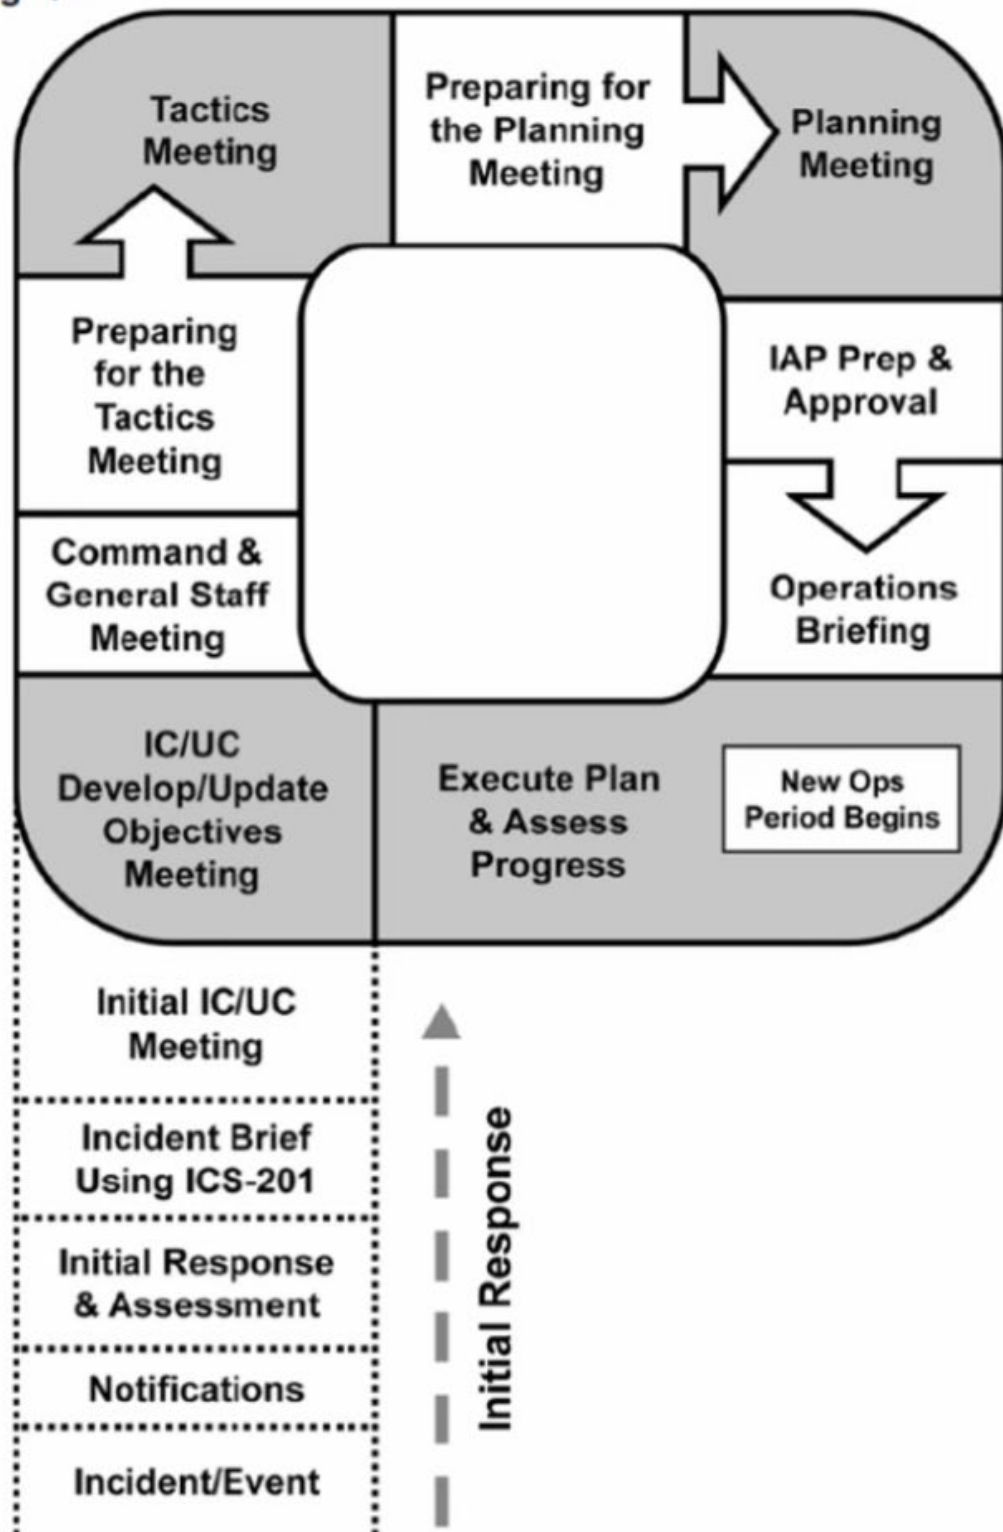 Tactics
Meeting
Preparing for
the Planning
Meeting
Planning
Meeting
Preparing
for the
Tactics
Meeting
IAP Prep &
Approval
Command &
General Staff
Meeting
Operations
Briefing
IC/UC
Develop/Update
Objectives
Meeting
Execute Plan
& Assess
Progress
New Ops
Period Begins
Initial IC/UC
Meeting
Incident Brief
Using ICS-201
Initial Response
& Assessment
Notifications
Incident/Event
Initial Response